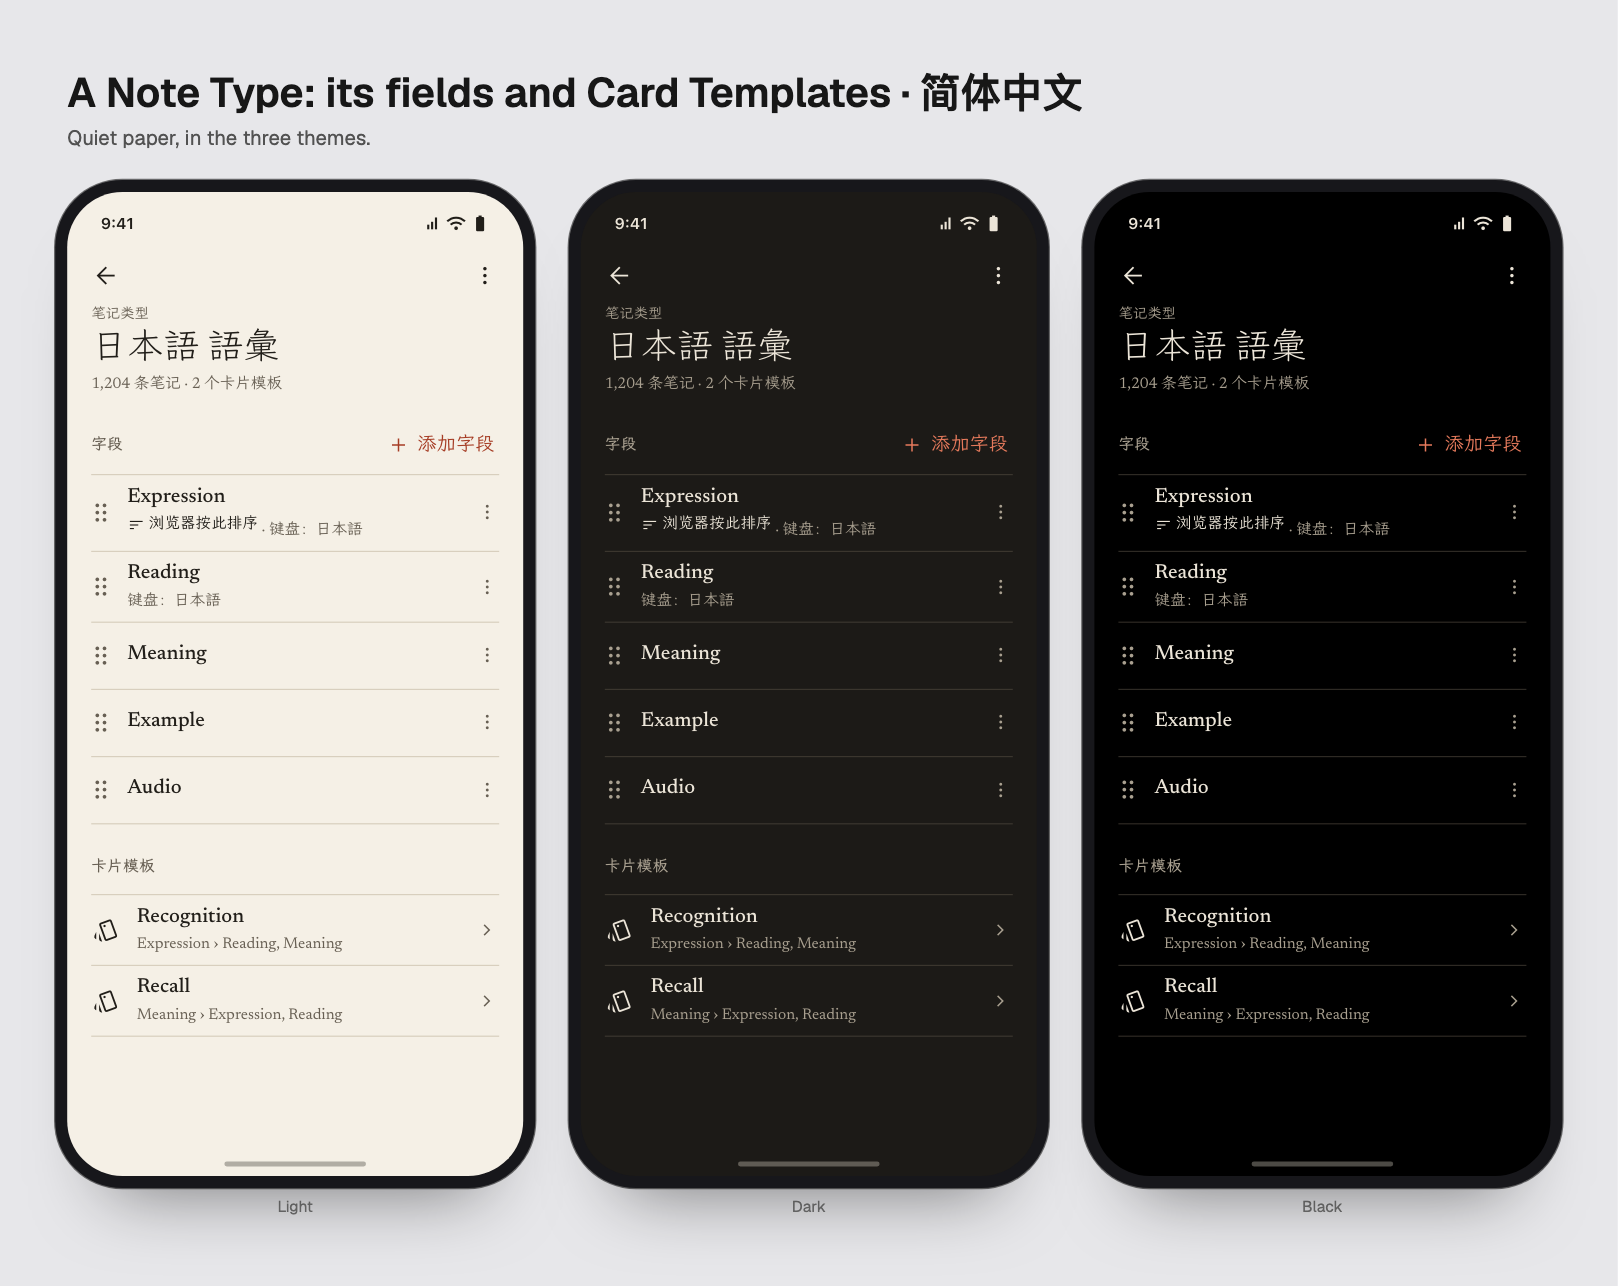 A Note Type: its fields and Card Templates · 简体中文
Quiet paper, in the three themes.
9:41
笔记类型
日本語 語彙
1,204 条笔记 · 2 个卡片模板
字段
+ 添加字段
Expression
浏览器按此排序 · 键盘：日本語
Reading
键盘：日本語
Meaning
Example
Audio
卡片模板
Recognition
Expression › Reading, Meaning
Recall
Meaning › Expression, Reading
Light
9:41
笔记类型
日本語 語彙
1,204 条笔记 · 2 个卡片模板
字段
+ 添加字段
Expression
浏览器按此排序 · 键盘：日本語
Reading
键盘：日本語
Meaning
Example
Audio
卡片模板
Recognition
Expression › Reading, Meaning
Recall
Meaning › Expression, Reading
Dark
9:41
笔记类型
日本語 語彙
1,204 条笔记 · 2 个卡片模板
字段
+ 添加字段
Expression
浏览器按此排序 · 键盘：日本語
Reading
键盘：日本語
Meaning
Example
Audio
卡片模板
Recognition
Expression › Reading, Meaning
Recall
Meaning › Expression, Reading
Black